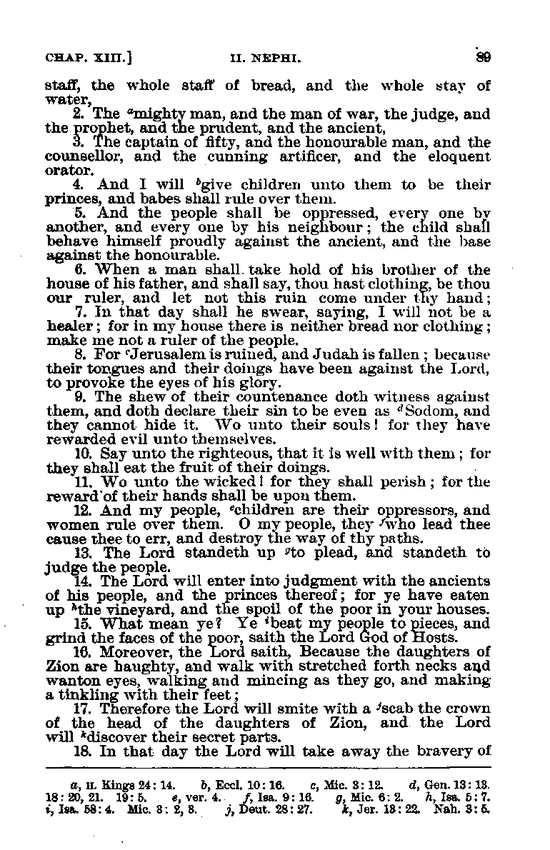 CHAP. XIII.] II. NEPHI. 89
staff, the whole staff of bread, and the whole stay of
water,
2. The ᵃmighty man, and the man of war, the judge, and
the prophet, and the prudent, and the ancient,
3. The captain of fifty, and the honourable man, and the
counsellor, and the cunning artificer, and the eloquent
orator.
4. And I will ᵇgive children unto them to be their
princes, and babes shall rule over them.
5. And the people shall be oppressed, every one by
another, and every one by his neighbour; the child shall
behave himself proudly against the ancient, and the base
against the honourable.
6. When a man shall take hold of his brother of the
house of his father, and shall say, thou hast clothing, be thou
our ruler, and let not this ruin come under thy hand;
7. In that day shall he swear, saying, I will not be a
healer; for in my house there is neither bread nor clothing;
make me not a ruler of the people.
8. For ᶜJerusalem is ruined, and Judah is fallen; because
their tongues and their doings have been against the Lord,
to provoke the eyes of his glory.
9. The shew of their countenance doth witness against
them, and doth declare their sin to be even as ᵈSodom, and
they cannot hide it. Wo unto their souls! for they have
rewarded evil unto themselves.
10. Say unto the righteous, that it is well with them; for
they shall eat the fruit of their doings.
11. Wo unto the wicked! for they shall perish; for the
reward of their hands shall be upon them.
12. And my people, ᵉchildren are their oppressors, and
women rule over them. O my people, they ᶠwho lead thee
cause thee to err, and destroy the way of thy paths.
13. The Lord standeth up ᵍto plead, and standeth to
judge the people.
14. The Lord will enter into judgment with the ancients
of his people, and the princes thereof; for ye have eaten
up ʰthe vineyard, and the spoil of the poor in your houses.
15. What mean ye? Ye ⁱbeat my people to pieces, and
grind the faces of the poor, saith the Lord God of Hosts.
16. Moreover, the Lord saith, Because the daughters of
Zion are haughty, and walk with stretched forth necks and
wanton eyes, walking and mincing as they go, and making
a tinkling with their feet;
17. Therefore the Lord will smite with a ʲscab the crown
of the head of the daughters of Zion, and the Lord
will ᵏdiscover their secret parts.
18. In that day the Lord will take away the bravery of
a, II. Kings 24: 14. b, Eccl. 10: 16. c, Mic. 3: 12. d, Gen. 13: 13.
18: 20, 21. 19: 5. e, ver. 4. f, Isa. 9: 16. g, Mic. 6: 2. h, Isa. 5: 7.
i, Isa. 58: 4. Mic. 3: 2, 3. j, Deut. 28: 27. k, Jer. 13: 22. Nah. 3: 5.